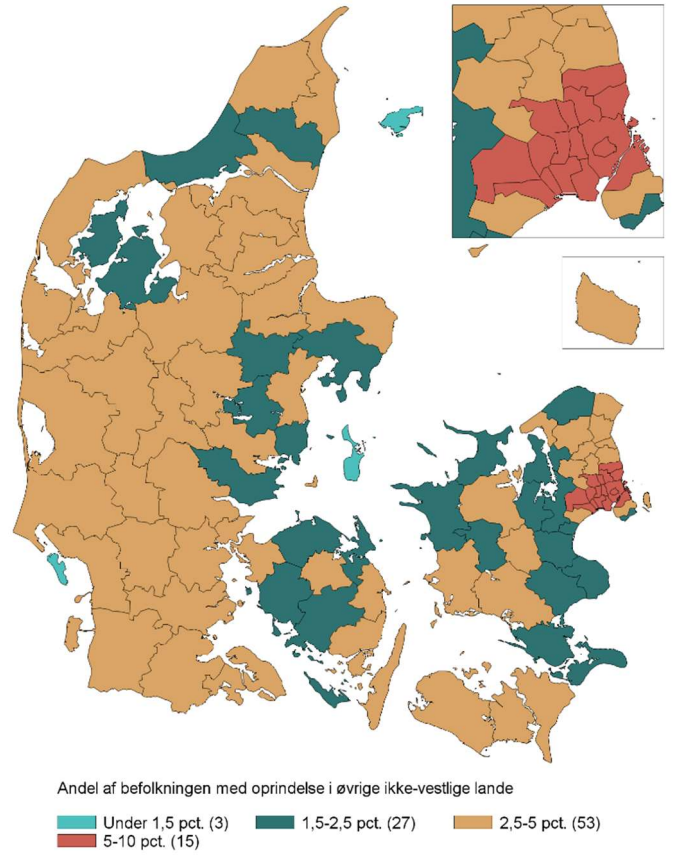 Andel af befolkningen med oprindelse i øvrige ikke-vestlige lande
Under 1,5 pct. (3) 1,5-2,5 pct. (27) 2,5-5 pct. (53)
5-10 pct. (15)